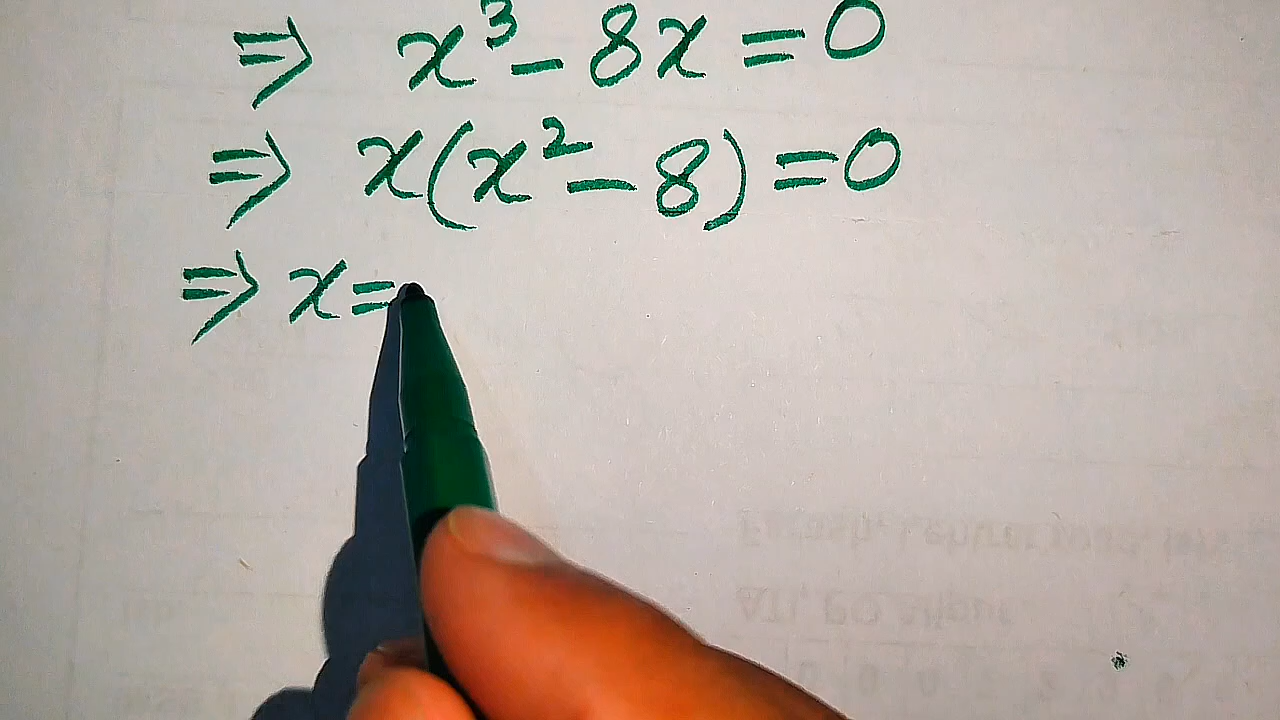 ⇒ x³ - 8x = 0
⇒ x(x² - 8) = 0
⇒ x =